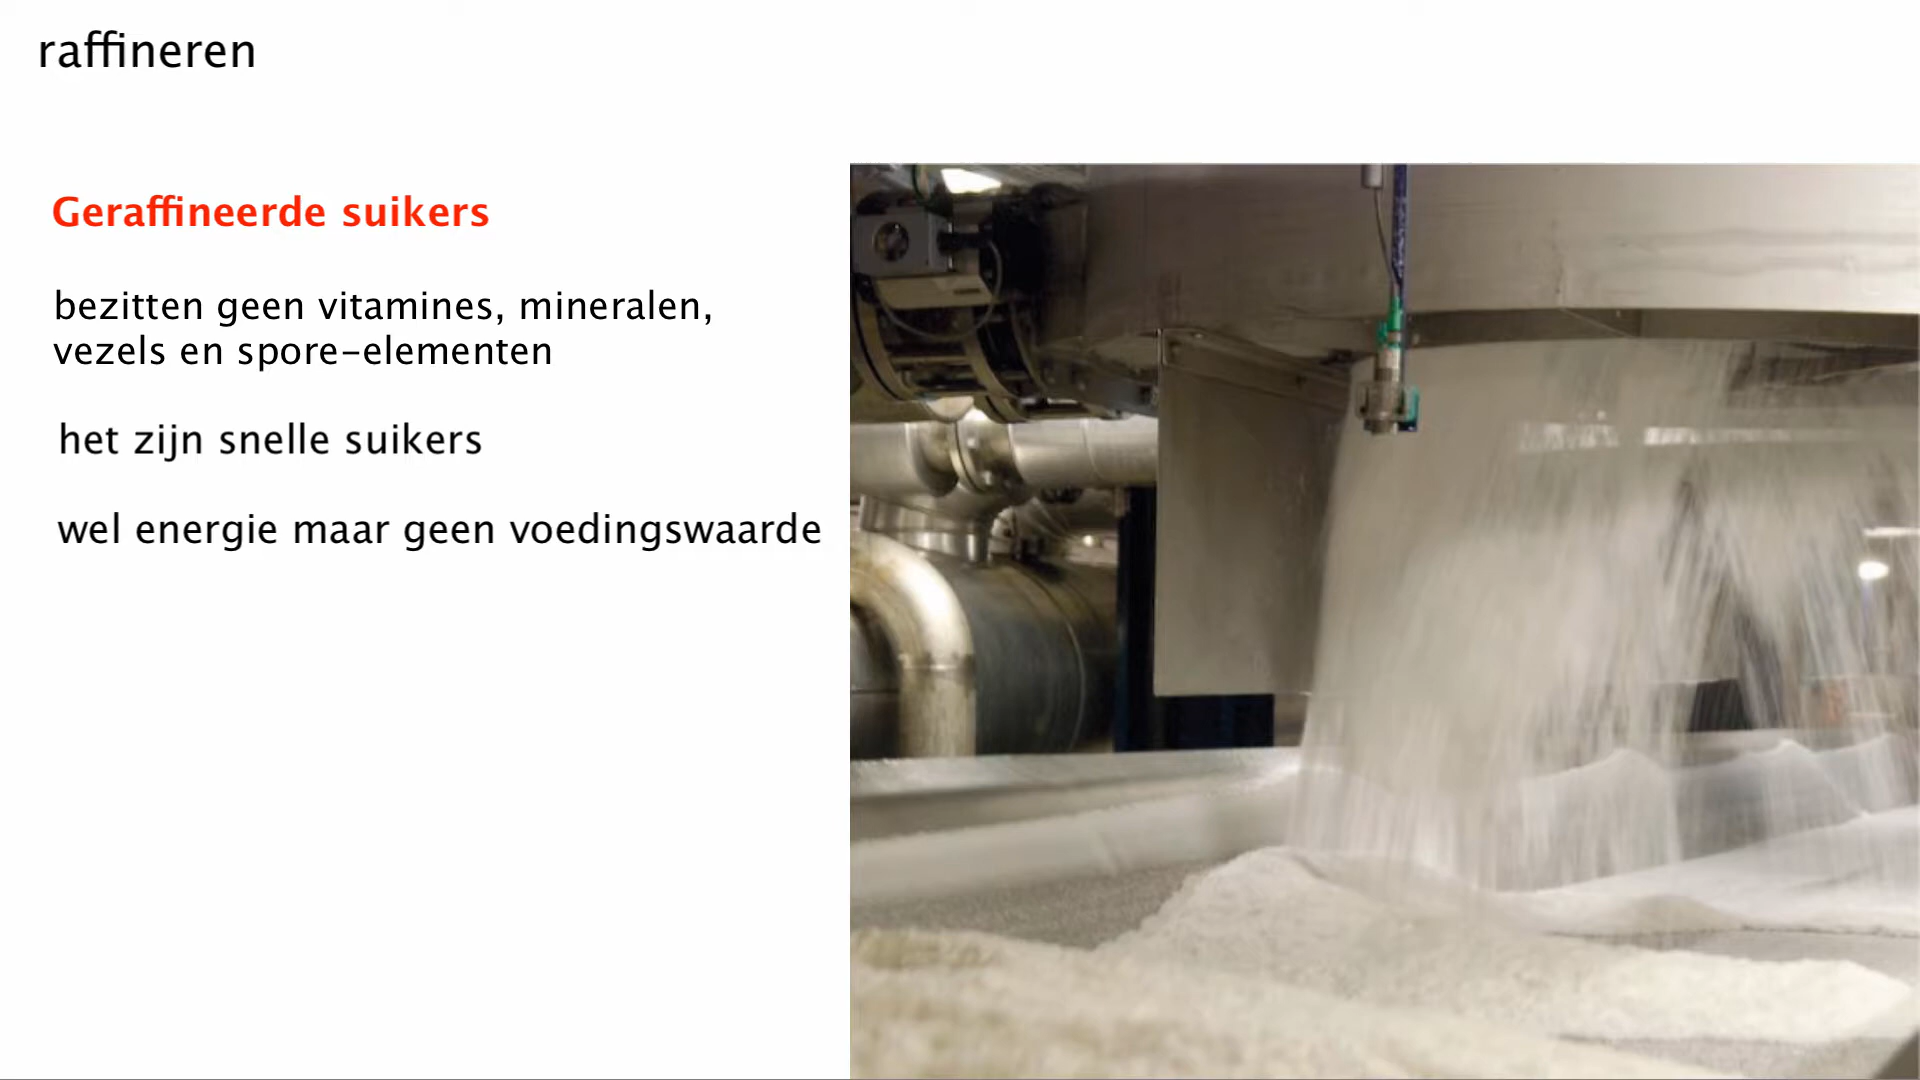 raffineren
Geraffineerde suikers
bezitten geen vitamines, mineralen,
vezels en spore-elementen
het zijn snelle suikers
wel energie maar geen voedingswaarde